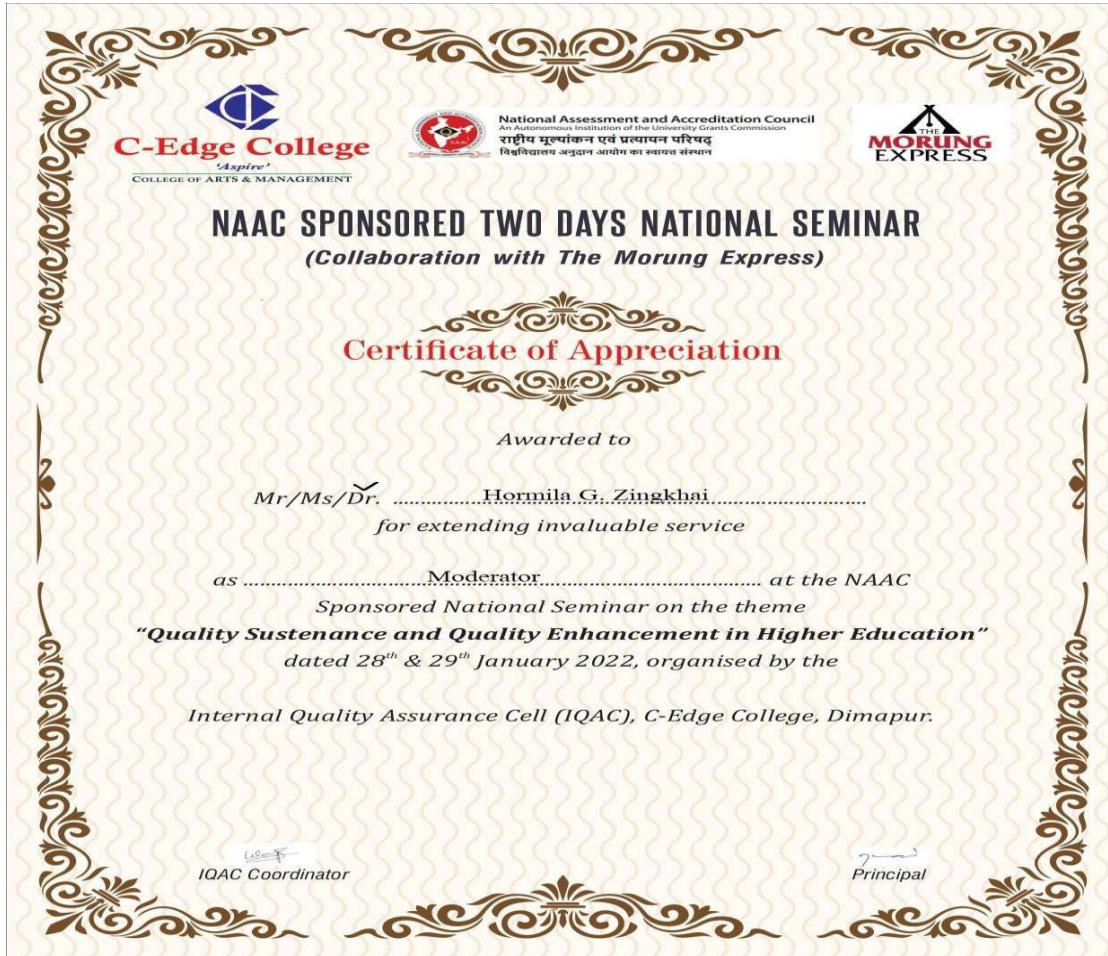 C-Edge College
'Aspire'
COLLEGE OF ARTS & MANAGEMENT
National Assessment and Accreditation Council
An Autonomous Institution of the University Grants Commission
राष्ट्रीय मूल्यांकन एवं प्रत्यायन परिषद्
विश्वविद्यालय अनुदान आयोग का स्वायत्त संस्थान
THE
MORUNG
EXPRESS
NAAC SPONSORED TWO DAYS NATIONAL SEMINAR
(Collaboration with The Morung Express)
Certificate of Appreciation
Awarded to
Mr/Ms/Dr. Hormila G. Zingkhai
for extending invaluable service
as Moderator at the NAAC
Sponsored National Seminar on the theme
“Quality Sustenance and Quality Enhancement in Higher Education”
dated 28th & 29th January 2022, organised by the
Internal Quality Assurance Cell (IQAC), C-Edge College, Dimapur.
IQAC Coordinator
Principal